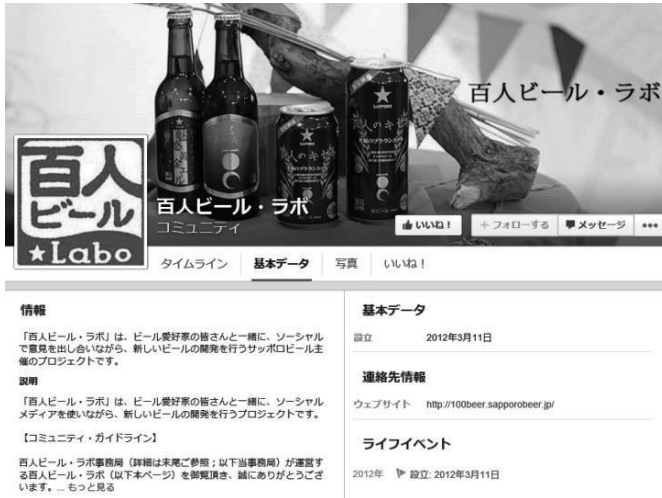 百人ビール・ラボ
SAPPORO
百人のキセキ
百人
ビール
★Labo
百人ビール・ラボ
コミュニティ
いいね！
+フォローする
メッセージ
•••
タイムライン
基本データ
写真
いいね！
情報
「百人ビール・ラボ」は、ビール愛好家の皆さんと一緒に、ソーシャル
で意見を出し合いながら、新しいビールの開発を行うサッポロビール主
催のプロジェクトです。
説明
「百人ビール・ラボ」は、ビール愛好家の皆さんと一緒に、ソーシャル
メディアを使いながら、新しいビールの開発を行うプロジェクトです。
【コミュニティ・ガイドライン】
百人ビール・ラボ事務局（詳細は末尾ご参照；以下当事務局）が運営す
る百人ビール・ラボ（以下本ページ）を御覧頂き、誠にありがとうござ
います。... もっと見る
基本データ
設立 2012年3月11日
連絡先情報
ウェブサイト http://100beer.sapporobeer.jp/
ライフイベント
2012年 設立: 2012年3月11日